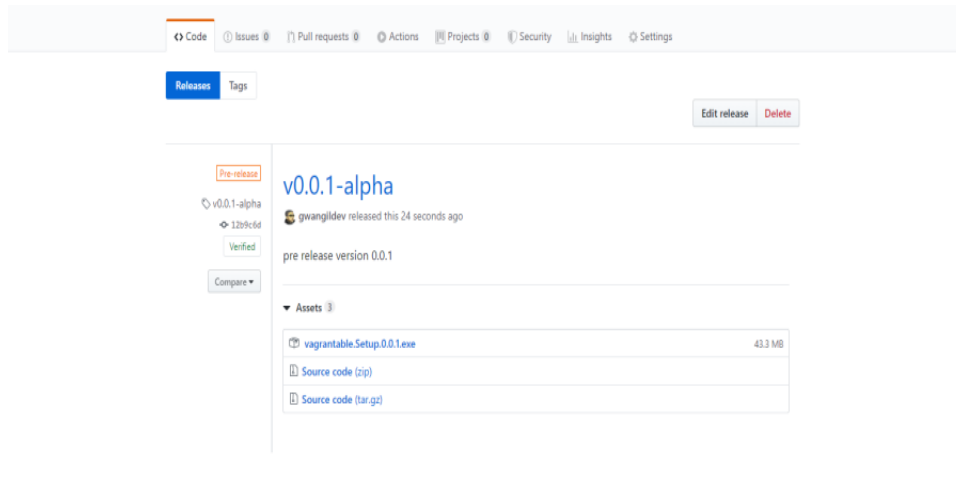 Code Issues 0 Pull requests 0 Actions Projects 0 Security Insights Settings
Releases Tags
Edit release Delete
Pre-release
v0.0.1-alpha
12b9c6d
Verified
Compare
v0.0.1-alpha
gwangildev released this 24 seconds ago
pre release version 0.0.1
Assets 3
vagrantable.Setup.0.0.1.exe 43.3 MB
Source code (zip)
Source code (tar.gz)